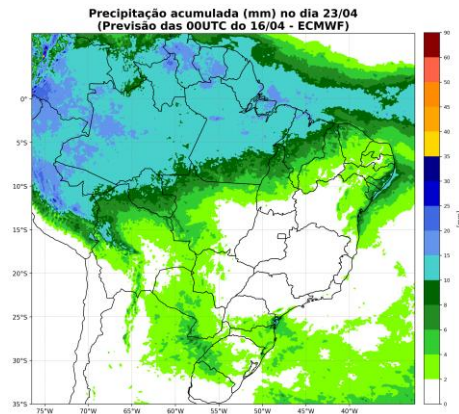 Precipitação acumulada (mm) no dia 23/04
(Previsão das 00UTC do 16/04 - ECMWF)
90
60
50
45
40
35
30
25
20
15
10
8
6
4
2
0
0°
5°S
10°S
15°S
20°S
25°S
30°S
35°S
75°W
70°W
65°W
60°W
55°W
50°W
45°W
40°W